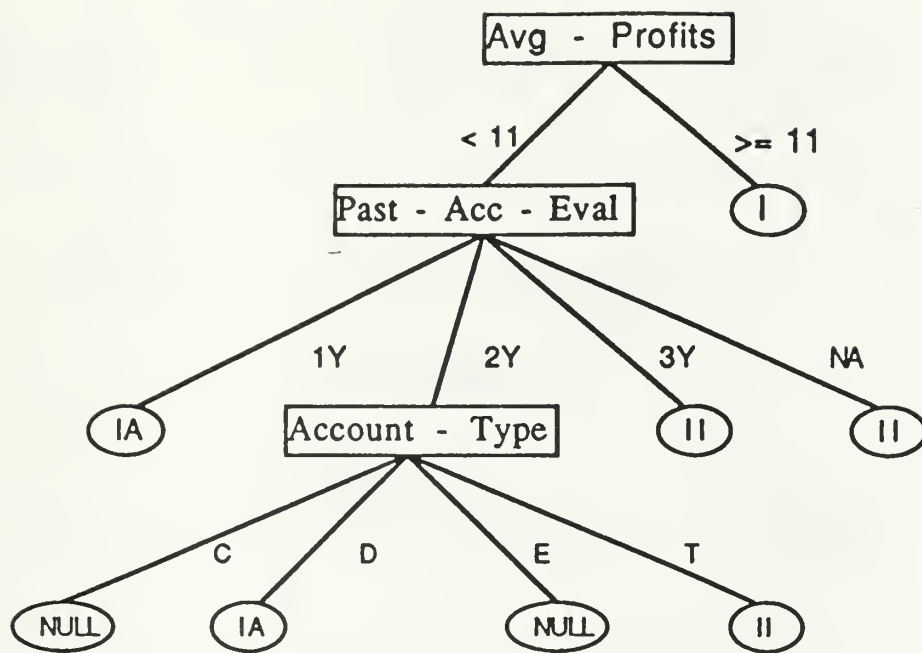 Avg - Profits
< 11
>= 11
Past - Acc - Eval
I
1Y
2Y
3Y
NA
IA
Account - Type
II
II
C
D
E
T
NULL
IA
NULL
II